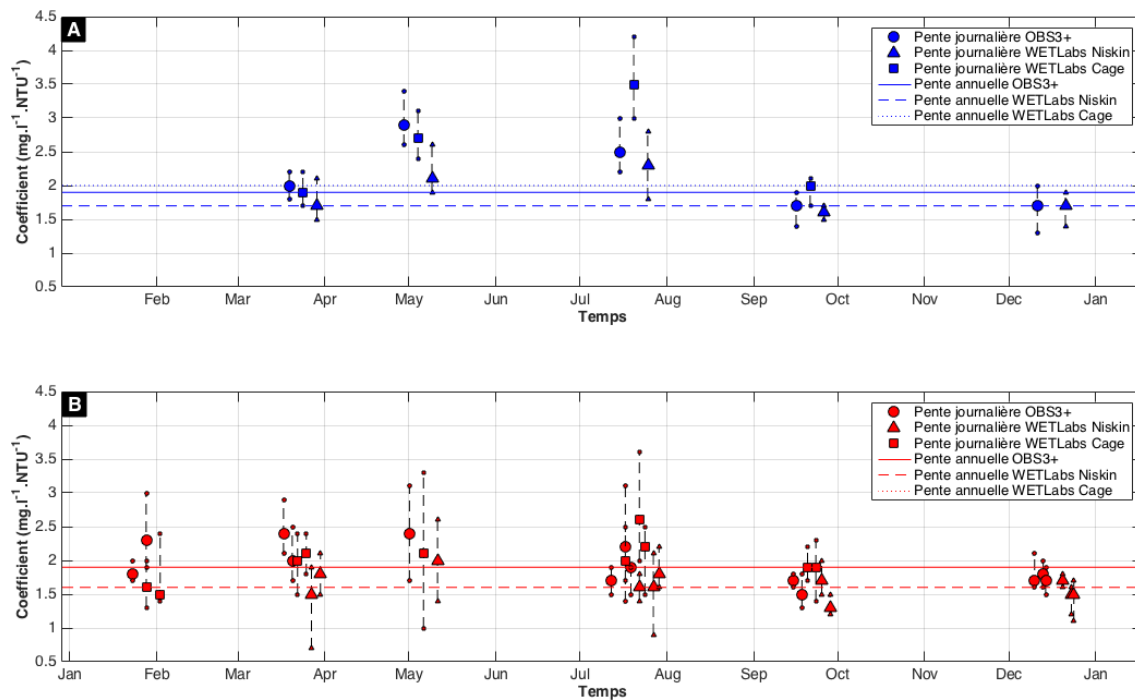 A
4.5
4
3.5
3
2.5
2
1.5
1
0.5
Coefficient (mg.l⁻¹.NTU⁻¹)
Feb Mar Apr May Jun Jul Aug Sep Oct Nov Dec Jan
Temps
Pente journalière OBS3+
Pente journalière WETLabs Niskin
Pente journalière WETLabs Cage
Pente annuelle OBS3+
Pente annuelle WETLabs Niskin
Pente annuelle WETLabs Cage
B
4.5
4
3.5
3
2.5
2
1.5
1
0.5
Coefficient (mg.l⁻¹.NTU⁻¹)
Jan Feb Mar Apr May Jun Jul Aug Sep Oct Nov Dec Jan
Temps
Pente journalière OBS3+
Pente journalière WETLabs Niskin
Pente journalière WETLabs Cage
Pente annuelle OBS3+
Pente annuelle WETLabs Niskin
Pente annuelle WETLabs Cage